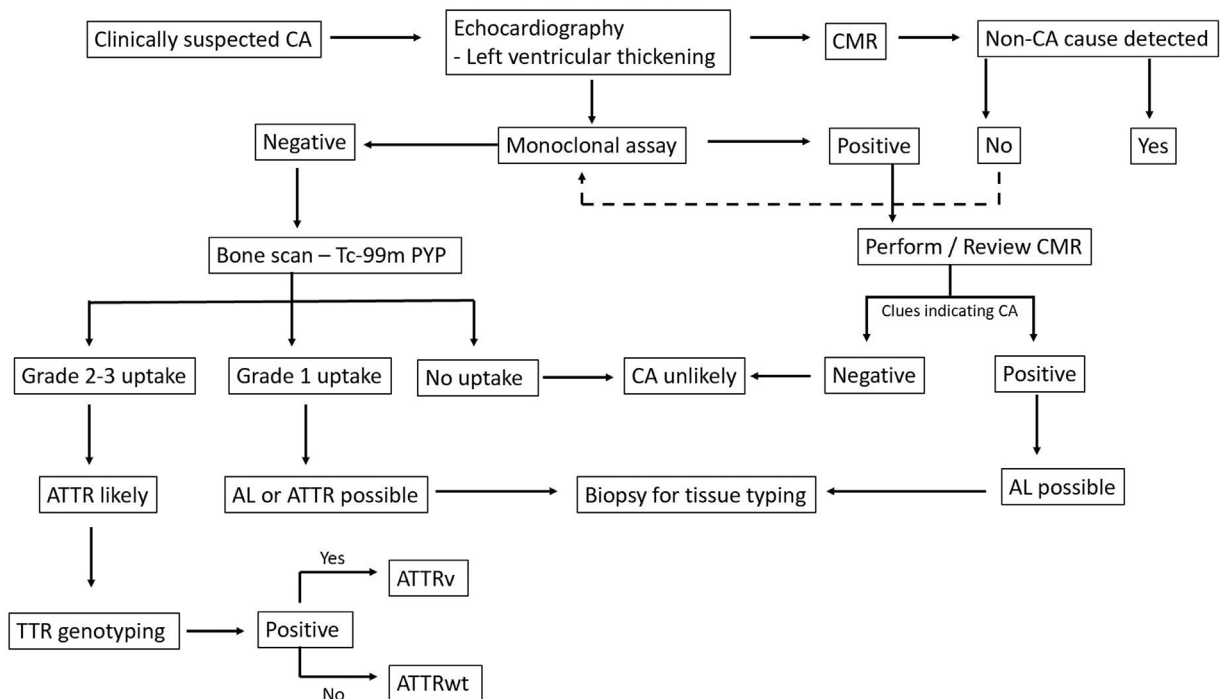 Clinically suspected CA
Echocardiography
- Left ventricular thickening
CMR
Non-CA cause detected
Negative
Monoclonal assay
Positive
No
Yes
Bone scan – Tc-99m PYP
Perform / Review CMR
Clues indicating CA
Grade 2-3 uptake
Grade 1 uptake
No uptake
CA unlikely
Negative
Positive
ATTR likely
AL or ATTR possible
Biopsy for tissue typing
AL possible
Yes
ATTRv
TTR genotyping
Positive
No
ATTRwt